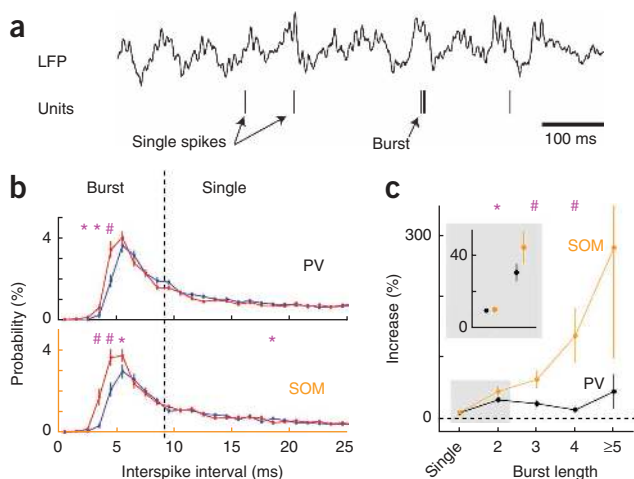 a
LFP
Units
Single spikes
Burst
100 ms
b
Burst
Single
* * #
PV
4
2
0
# # *
*
SOM
4
2
0
Probability (%)
0
5
10
15
20
25
Interspike interval (ms)
c
* # #
300
SOM
40
0
Increase (%)
PV
0
Single
2
3
4
≥5
Burst length